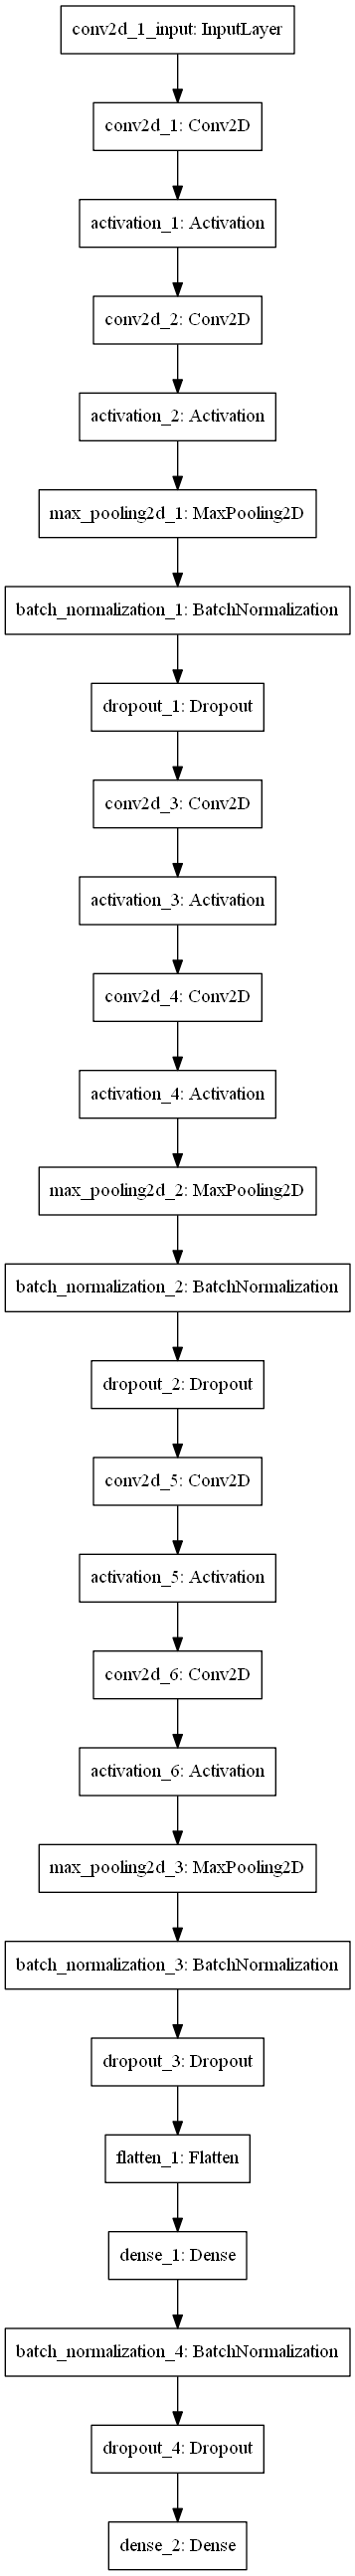 conv2d_1_input: InputLayer
conv2d_1: Conv2D
activation_1: Activation
conv2d_2: Conv2D
activation_2: Activation
max_pooling2d_1: MaxPooling2D
batch_normalization_1: BatchNormalization
dropout_1: Dropout
conv2d_3: Conv2D
activation_3: Activation
conv2d_4: Conv2D
activation_4: Activation
max_pooling2d_2: MaxPooling2D
batch_normalization_2: BatchNormalization
dropout_2: Dropout
conv2d_5: Conv2D
activation_5: Activation
conv2d_6: Conv2D
activation_6: Activation
max_pooling2d_3: MaxPooling2D
batch_normalization_3: BatchNormalization
dropout_3: Dropout
flatten_1: Flatten
dense_1: Dense
batch_normalization_4: BatchNormalization
dropout_4: Dropout
dense_2: Dense